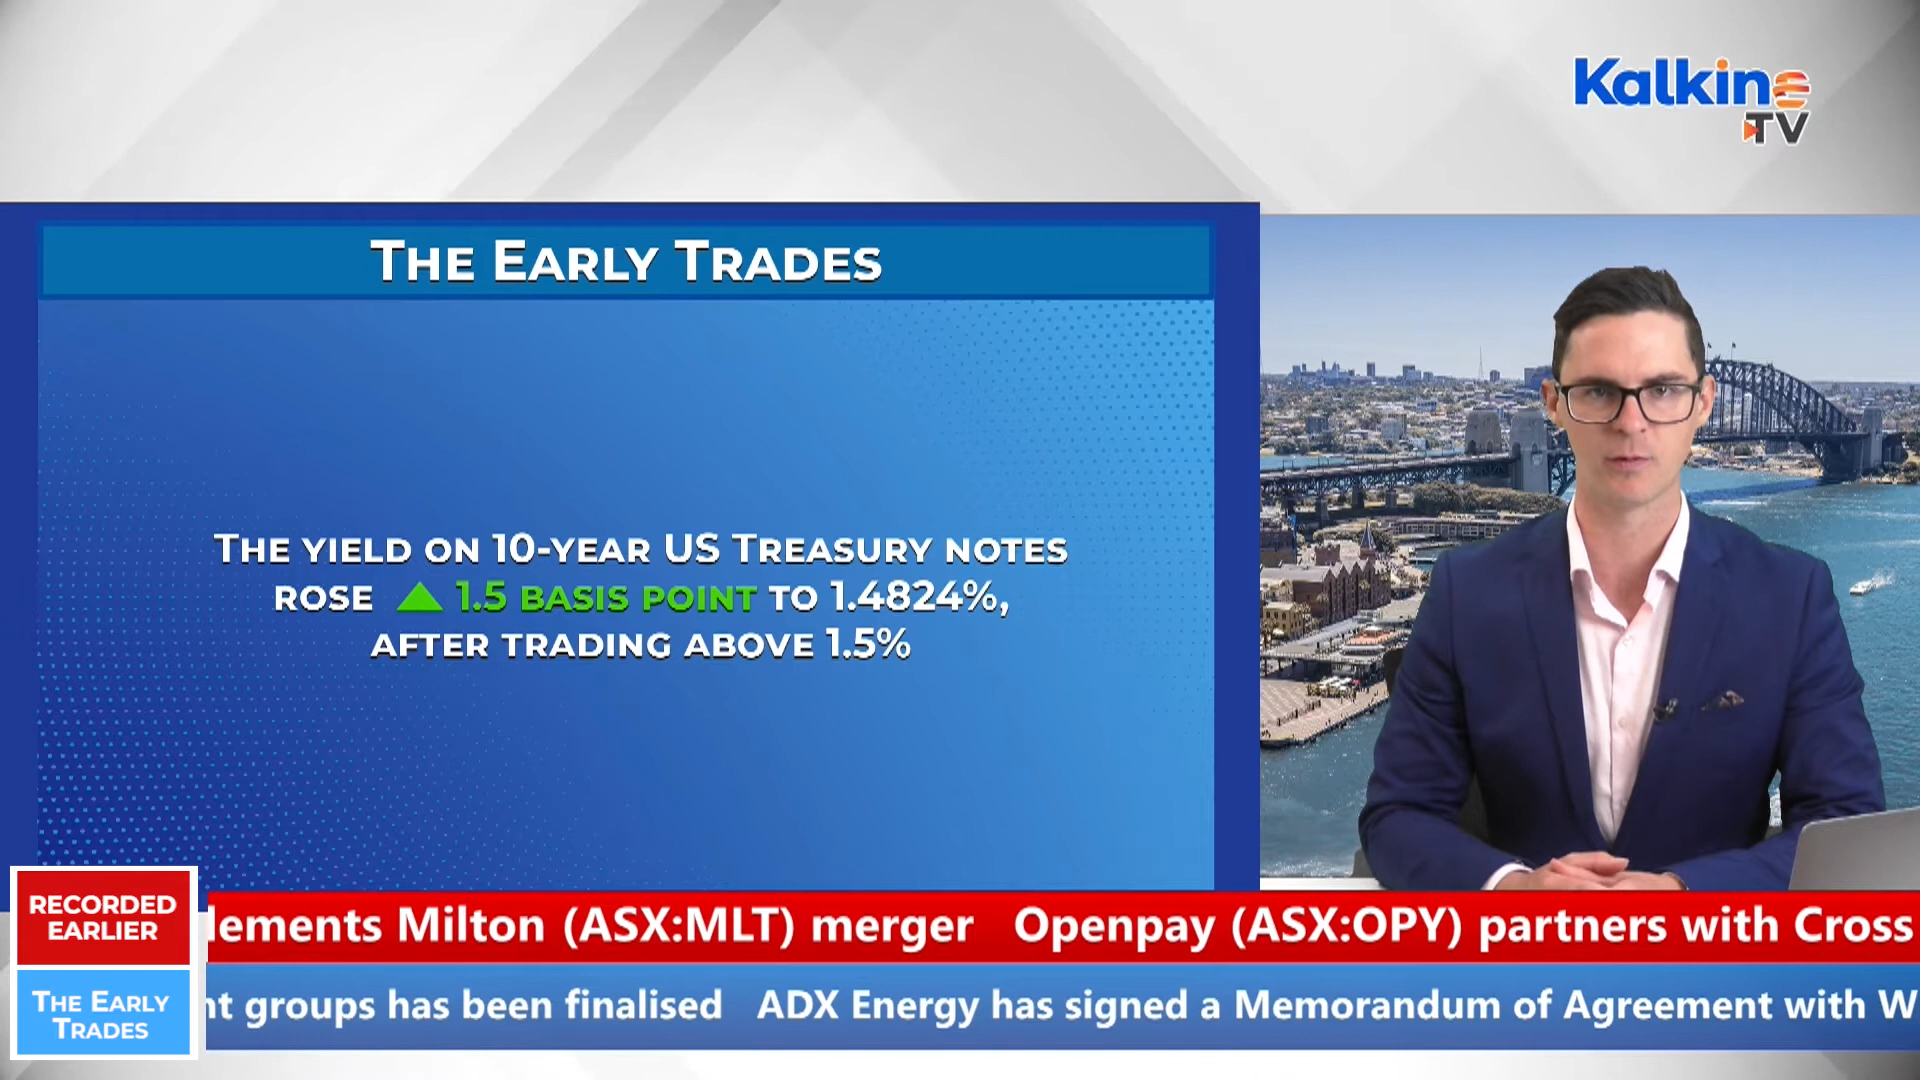 Kalkine
TV
The Early Trades
The yield on 10-year US Treasury notes
rose ▲ 1.5 basis point to 1.4824%,
after trading above 1.5%
RECORDED
EARLIER
lements Milton (ASX:MLT) merger Openpay (ASX:OPY) partners with Cross
The Early
Trades
nt groups has been finalised ADX Energy has signed a Memorandum of Agreement with W